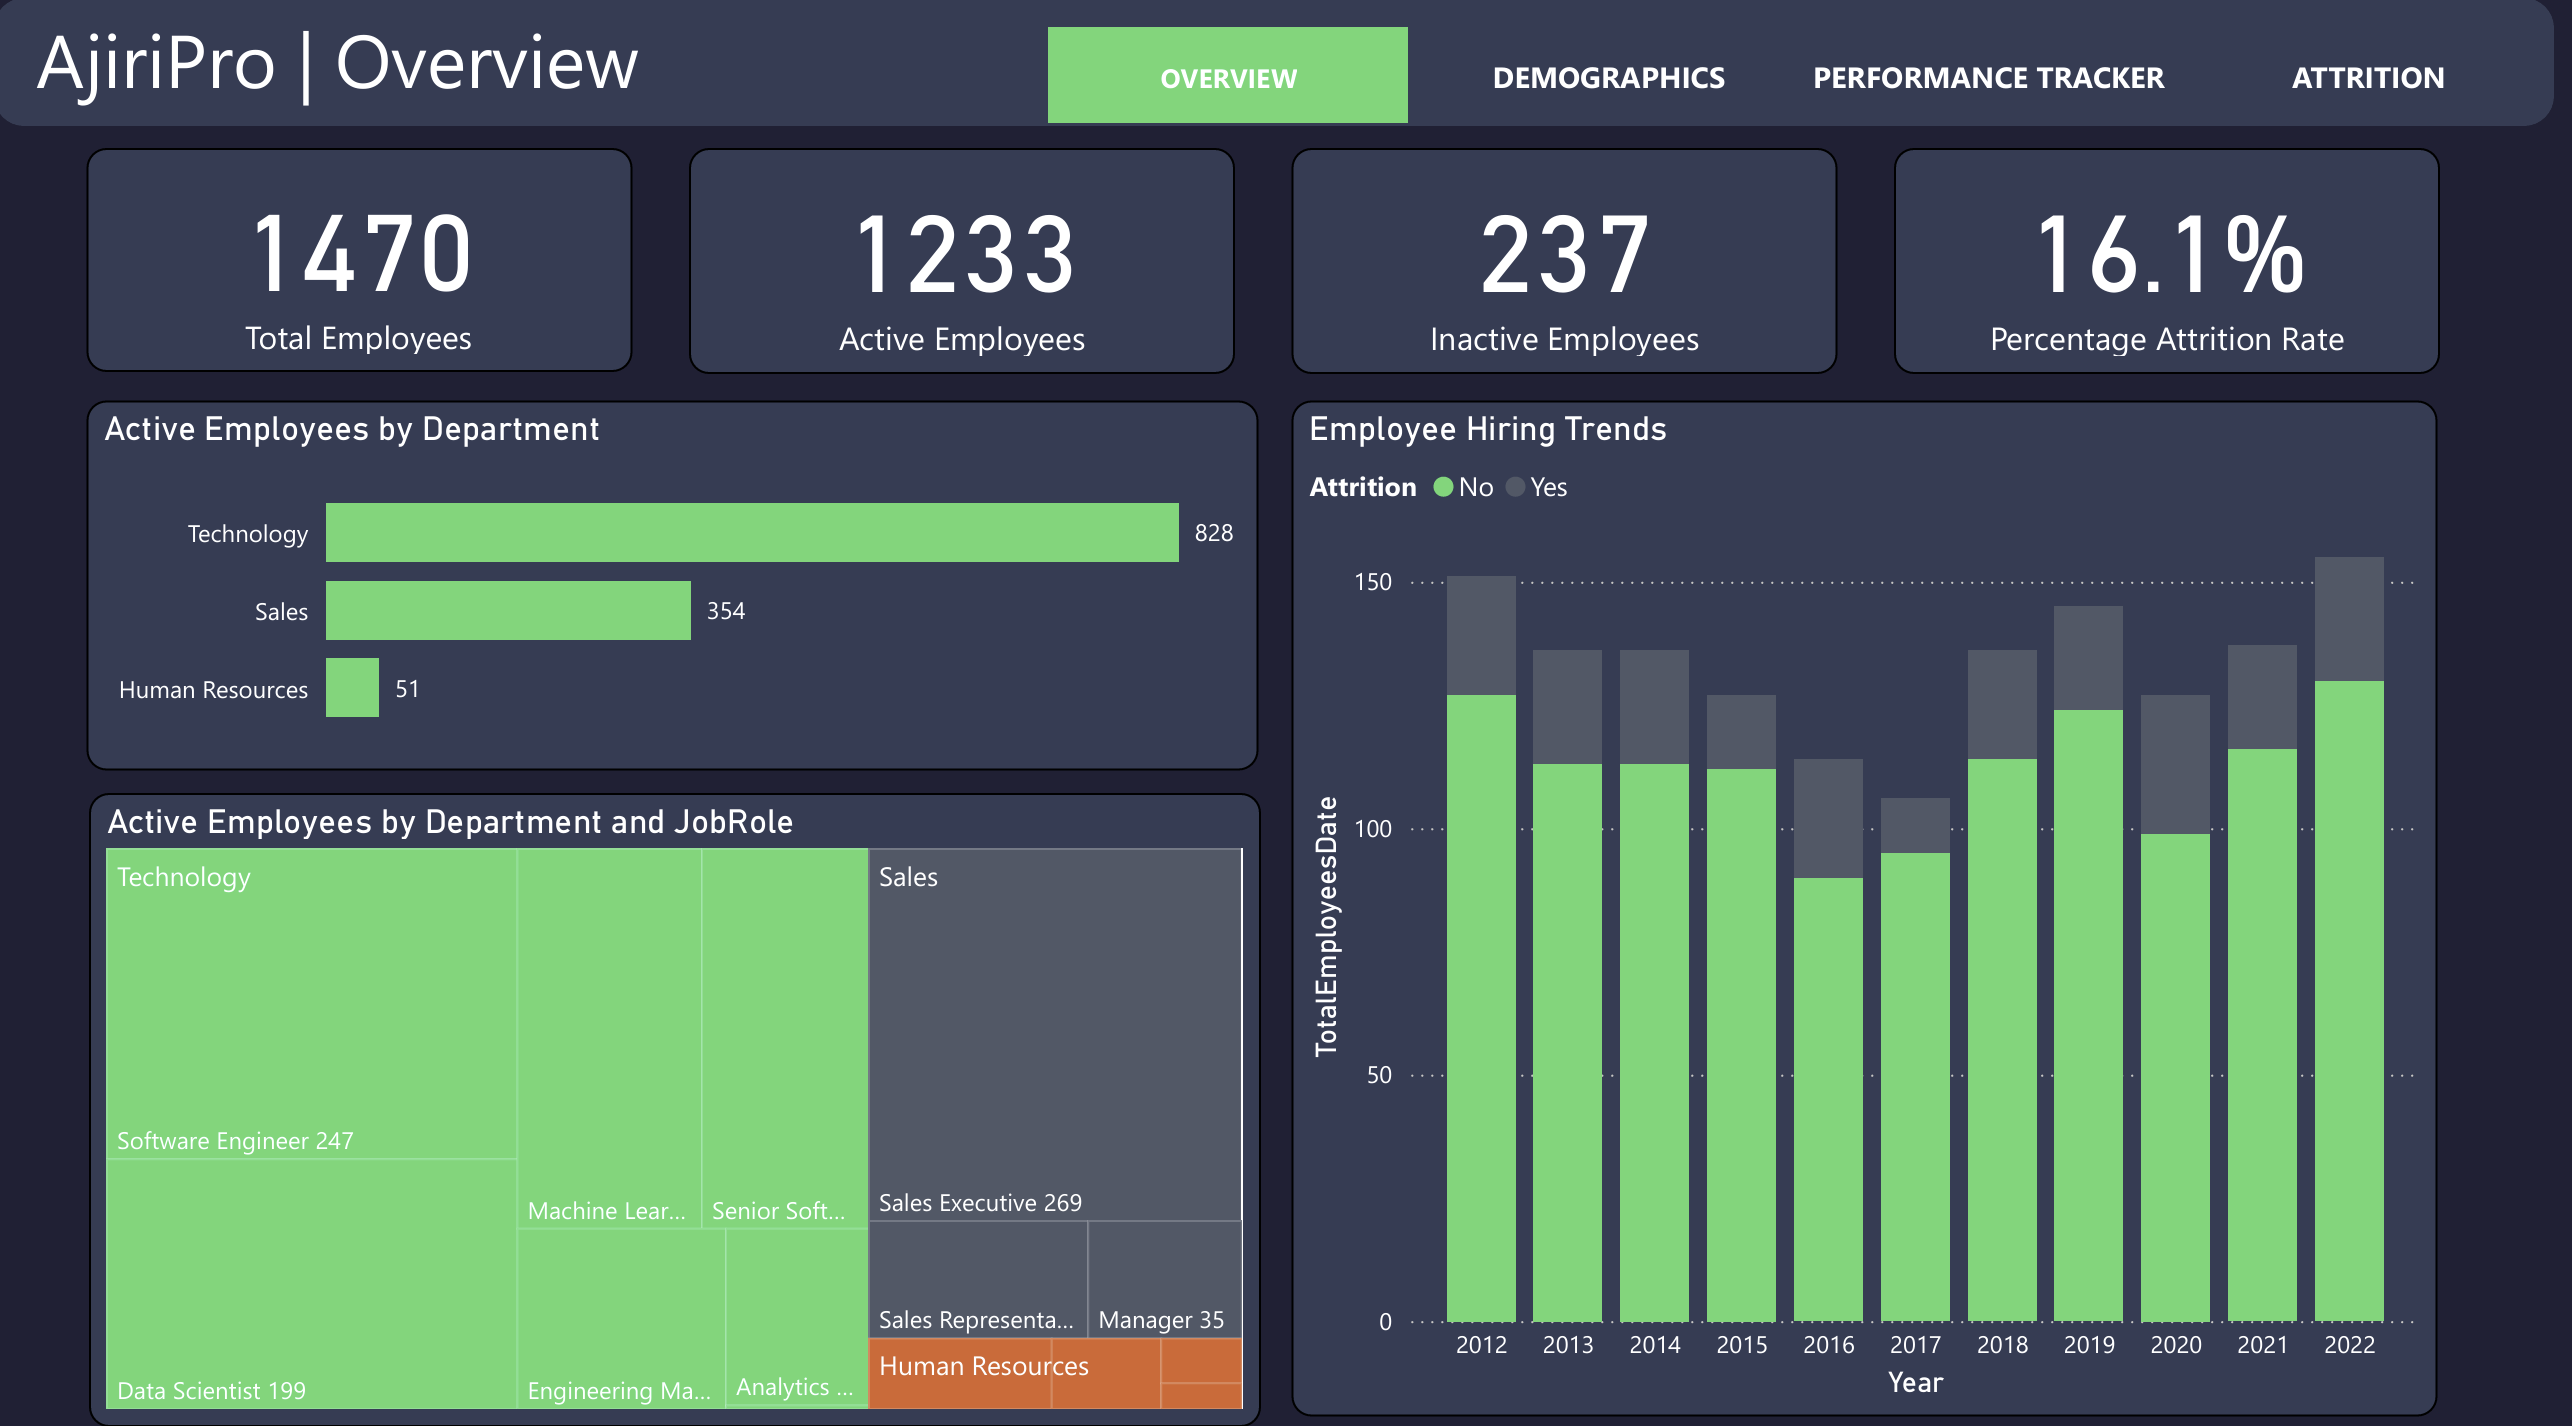 AjiriPro | Overview
OVERVIEW
DEMOGRAPHICS
PERFORMANCE TRACKER
ATTRITION
1470
Total Employees
1233
Active Employees
237
Inactive Employees
16.1%
Percentage Attrition Rate
Active Employees by Department
Technology 828
Sales 354
Human Resources 51
Active Employees by Department and JobRole
Technology
Software Engineer 247
Data Scientist 199
Machine Lear...
Senior Soft...
Engineering Ma...
Analytics ...
Sales
Sales Executive 269
Sales Representa...
Manager 35
Human Resources
Employee Hiring Trends
Attrition No Yes
TotalEmployeesDate
150
100
50
0
2012 2013 2014 2015 2016 2017 2018 2019 2020 2021 2022
Year